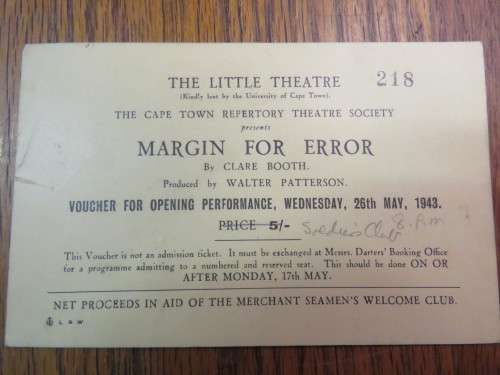 THE LITTLE THEATRE 218
(Kindly lent by the University of Cape Town).
THE CAPE TOWN REPERTORY THEATRE SOCIETY
presents
MARGIN FOR ERROR
By CLARE BOOTH.
Produced by WALTER PATTERSON.
VOUCHER FOR OPENING PERFORMANCE, WEDNESDAY, 26th MAY, 1943.
PRICE 5/- Soldiers Club 8. P.m
This Voucher is not an admission ticket. It must be exchanged at Messrs. Darters' Booking Office
for a programme admitting to a numbered and reserved seat. This should be done ON OR
AFTER MONDAY, 17th MAY.
NET PROCEEDS IN AID OF THE MERCHANT SEAMEN'S WELCOME CLUB.
L & W